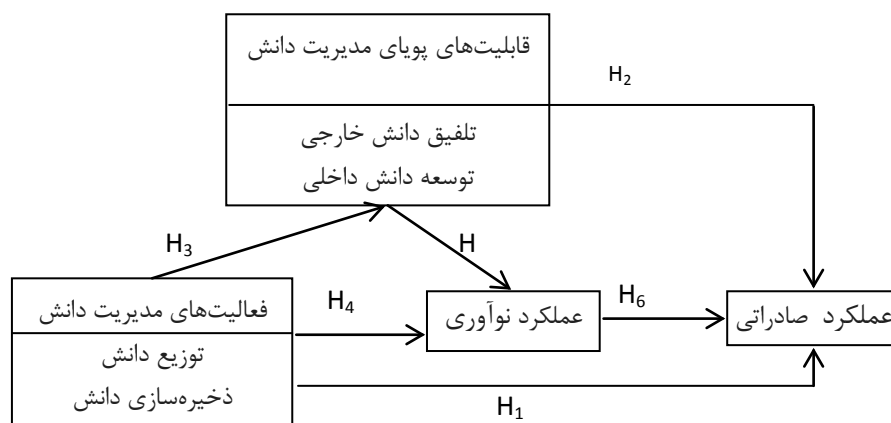 قابلیت‌های پویای مدیریت دانش
H2
تلفیق دانش خارجی
توسعه دانش داخلی
H3
H
فعالیت‌های مدیریت دانش
H4
عملکرد نوآوری
H6
عملکرد صادراتی
توزیع دانش
ذخیره‌سازی دانش
H1